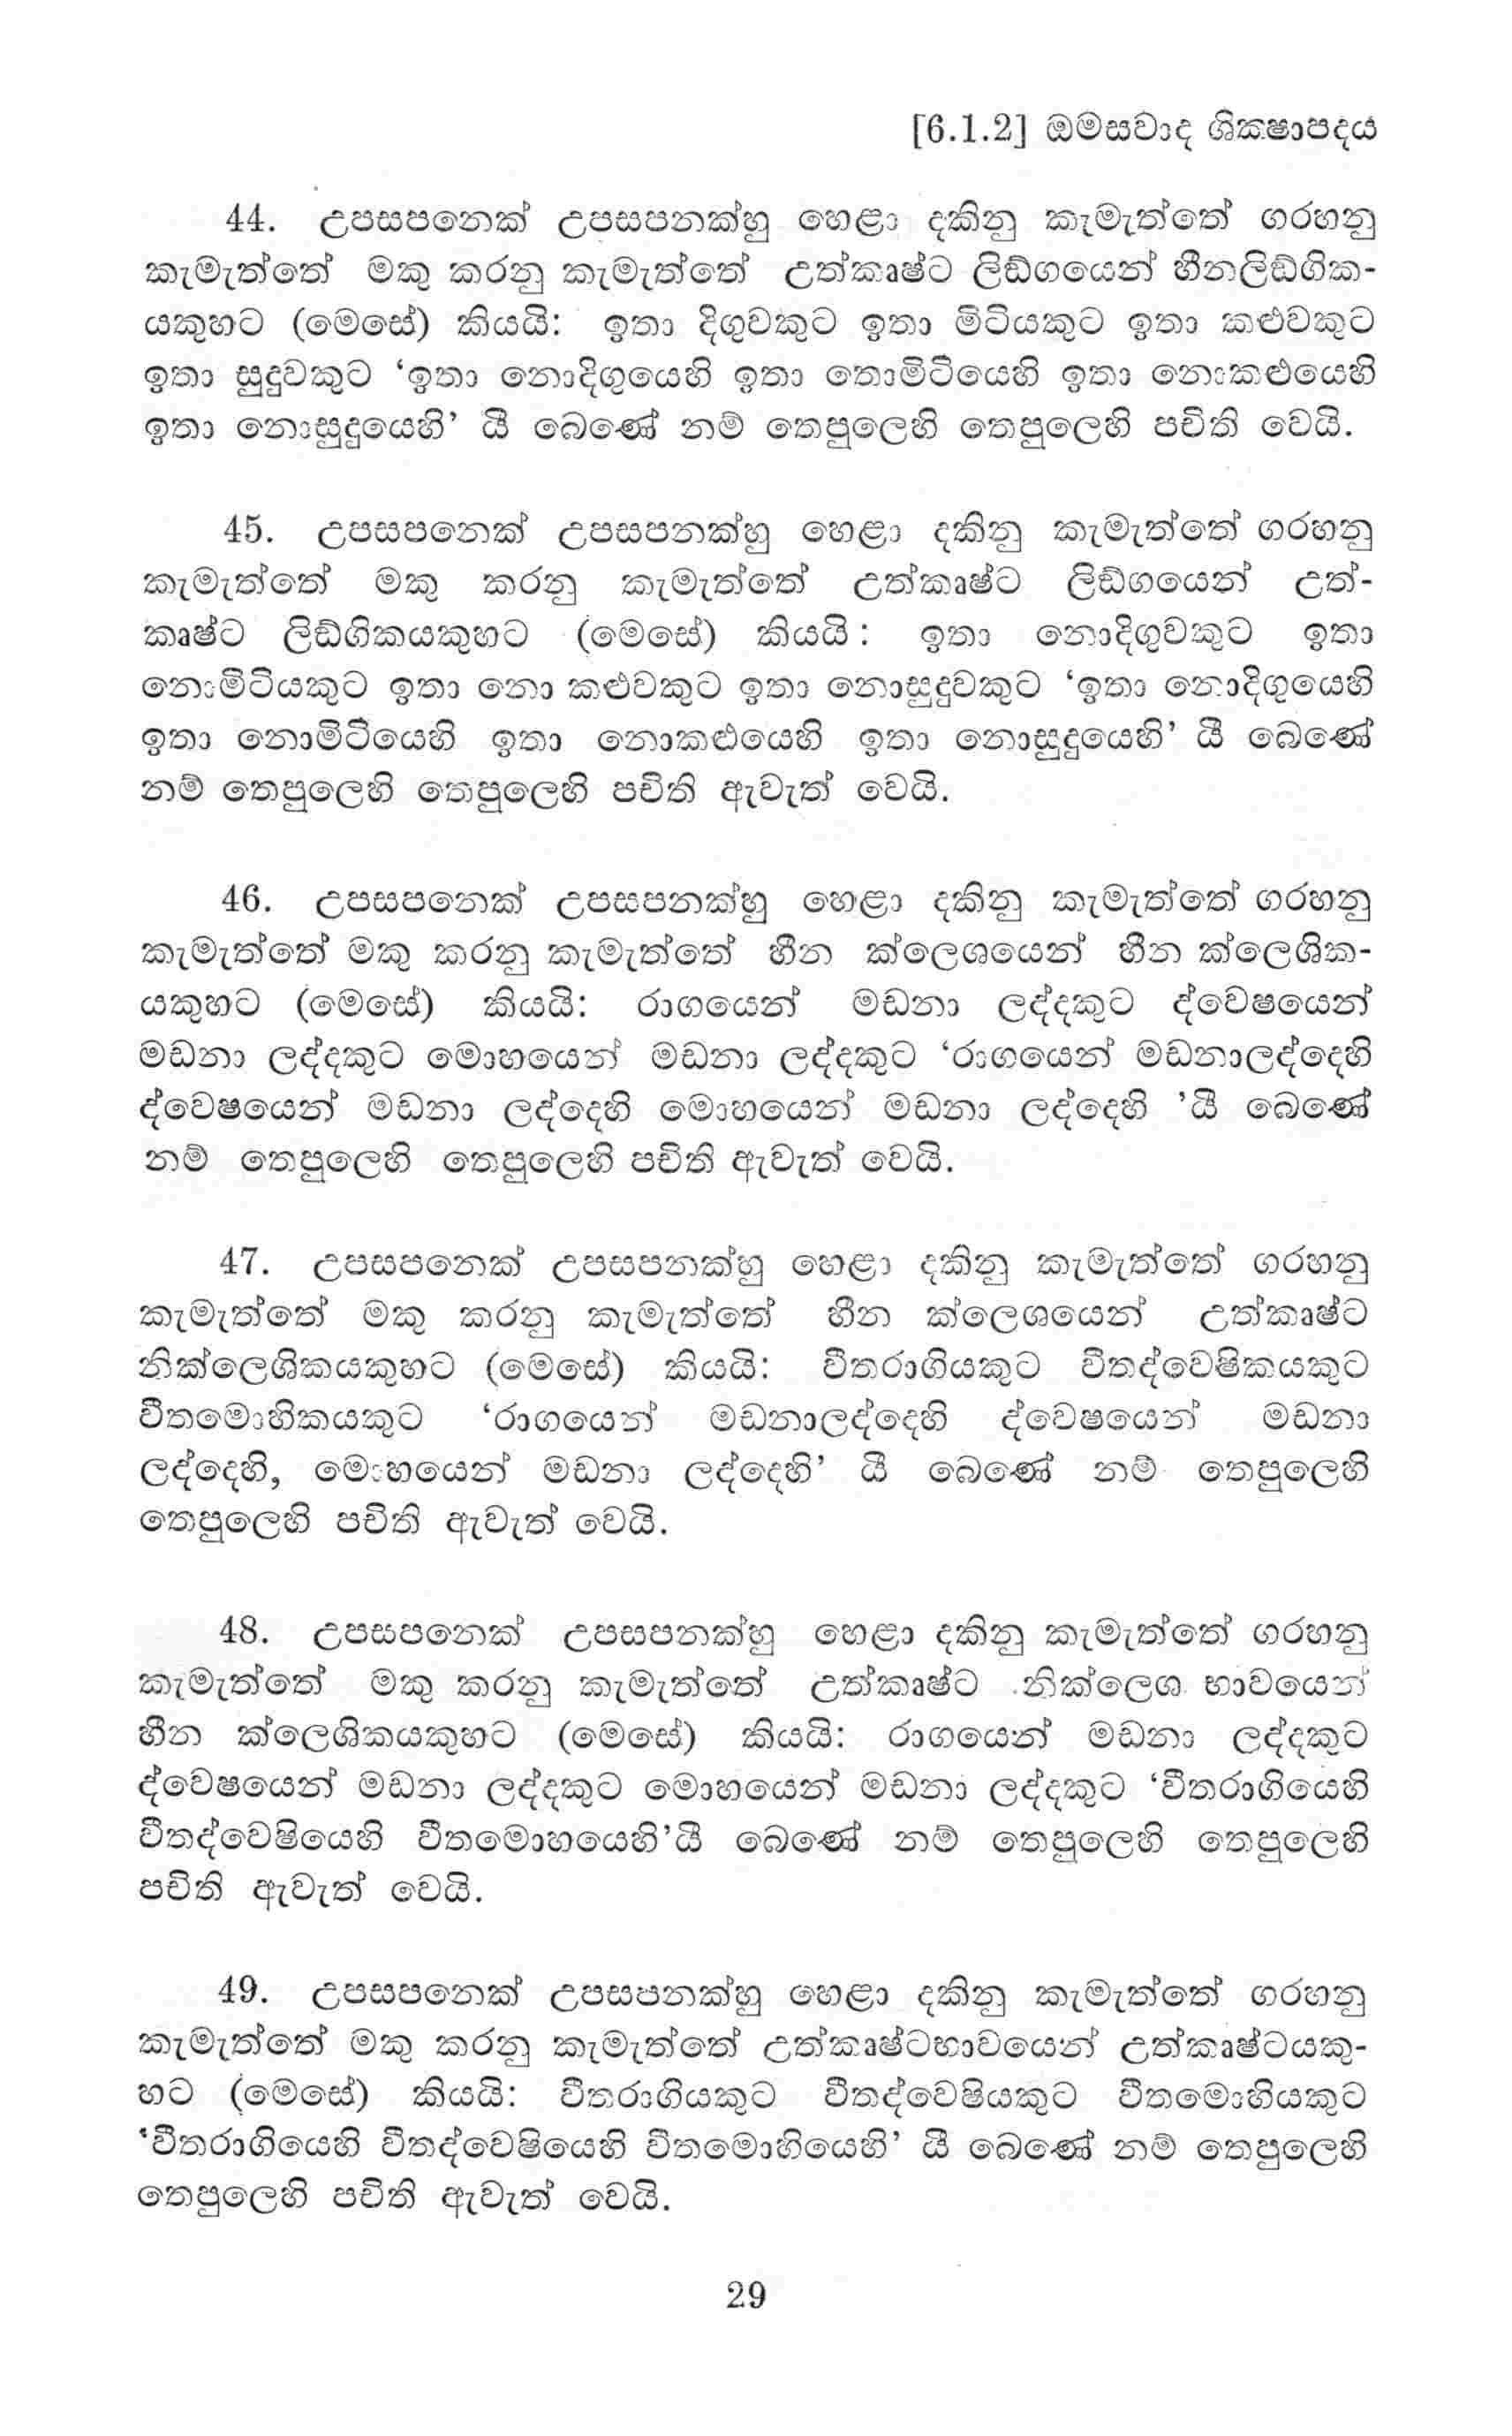 [6.1.2] ඔමසවාද ශික්‍ෂාපදය
44. උපසපනෙක් උපසපනක්හු හෙළා දකිනු කැමැත්තේ ගරහනු
කැමැත්තේ මකු කරනු කැමැත්තේ උත්කෘෂ්ට ලිඞ්ගයෙන් හීනලිඞ්ගික-
යකුහට (මෙසේ) කියයි: ඉතා දිගුවකුට ඉතා මිටියකුට ඉතා කළුවකුට
ඉතා සුදුවකුට ‘ඉතා නොදිගුයෙහි ඉතා තොමිටියෙහි ඉතා නොකළුයෙහි
ඉතා නොසුදුයෙහි’ යී බෙණේ නම් තෙපුලෙහි තෙපුලෙහි පචිති වෙයි.
45. උපසපනෙක් උපසපනක්හු හෙළා දකිනු කැමැත්තේ ගරහනු
කැමැත්තේ මකු කරනු කැමැත්තේ උත්කෘෂ්ට ලිඞ්ගයෙන් උත්-
කෘෂ්ට ලිඞ්ගිකයකුහට (මෙසේ) කියයි: ඉතා නොදිගුවකුට ඉතා
නොමිටියකුට ඉතා නො කළුවකුට ඉතා නොසුදුවකුට ‘ඉතා නොදිගුයෙහි
ඉතා නොමිටියෙහි ඉතා නොකළුයෙහි ඉතා නොසුදුයෙහි’ යී බෙණේ
නම් තෙපුලෙහි තෙපුලෙහි පචිති ඇවැත් වෙයි.
46. උපසපනෙක් උපසපනක්හු හෙළා දකිනු කැමැත්තේ ගරහනු
කැමැත්තේ මකු කරනු කැමැත්තේ හීන ක්ලෙශයෙන් හීන ක්ලෙශික-
යකුහට (මෙසේ) කියයි: රාගයෙන් මඩනා ලද්දකුට ද්වෙෂයෙන්
මඩනා ලද්දකුට මොහයෙන් මඩනා ලද්දකුට ‘රාගයෙන් මඩනාලද්දෙහි
ද්වෙෂයෙන් මඩනා ලද්දෙහි මොහයෙන් මඩනා ලද්දෙහි ’යී බෙණේ
නම් තෙපුලෙහි තෙපුලෙහි පචිති ඇවැත් වෙයි.
47. උපසපනෙක් උපසපනක්හු හෙළා දකිනු කැමැත්තේ ගරහනු
කැමැත්තේ මකු කරනු කැමැත්තේ හීන ක්ලෙශයෙන් උත්කෘෂ්ට
නික්ලෙශිකයකුහට (මෙසේ) කියයි: වීතරාගියකුට වීතද්වෙෂිකයකුට
වීතමොහිකයකුට ‘රාගයෙන් මඩනාලද්දෙහි ද්වෙෂයෙන් මඩනා
ලද්දෙහි, මොහයෙන් මඩනා ලද්දෙහි’ යී බෙණේ නම් තෙපුලෙහි
තෙපුලෙහි පචිති ඇවැත් වෙයි.
48. උපසපනෙක් උපසපනක්හු හෙළා දකිනු කැමැත්තේ ගරහනු
කැමැත්තේ මකු කරනු කැමැත්තේ උත්කෘෂ්ට නික්ලෙශ භාවයෙන්
හීන ක්ලෙශිකයකුහට (මෙසේ) කියයි: රාගයෙන් මඩනා ලද්දකුට
ද්වෙෂයෙන් මඩනා ලද්දකුට මොහයෙන් මඩනා ලද්දකුට ‘වීතරාගියෙහි
වීතද්වෙෂියෙහි වීතමොහයෙහි’යී බෙණේ නම් තෙපුලෙහි තෙපුලෙහි
පචිති ඇවැත් වෙයි.
49. උපසපනෙක් උපසපනක්හු හෙළා දකිනු කැමැත්තේ ගරහනු
කැමැත්තේ මකු කරනු කැමැත්තේ උත්කෘෂ්ටභාවයෙන් උත්කෘෂ්ටයකු-
හට (මෙසේ) කියයි: වීතරාගියකුට වීතද්වෙෂියකුට වීතමොහියකුට
‘වීතරාගියෙහි වීතද්වෙෂියෙහි වීතමොහියෙහි’ යී බෙණේ නම් තෙපුලෙහි
තෙපුලෙහි පචිති ඇවැත් වෙයි.
29